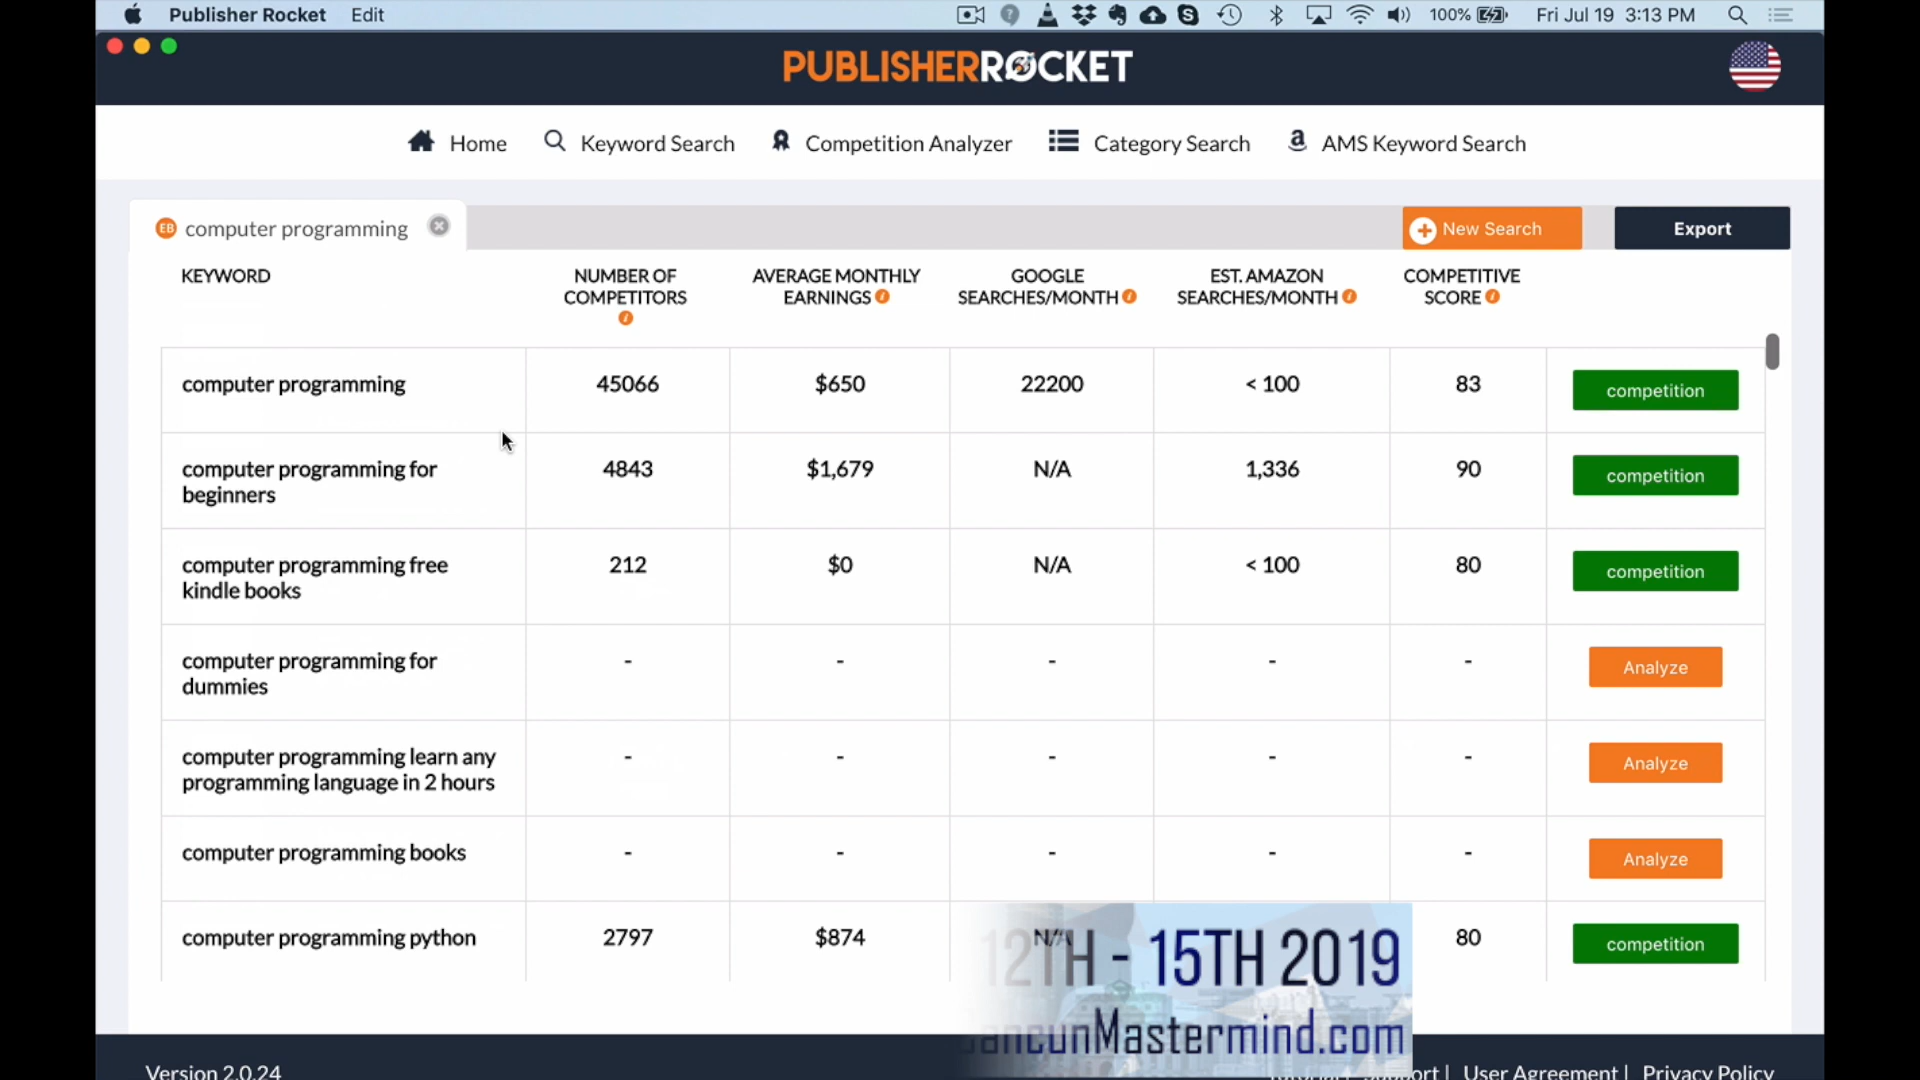 Publisher Rocket Edit 100% Fri Jul 19 3:13 PM
PUBLISHERROCKET
Home Keyword Search Competition Analyzer Category Search AMS Keyword Search
EB computer programming New Search Export
KEYWORD NUMBER OF COMPETITORS AVERAGE MONTHLY EARNINGS GOOGLE SEARCHES/MONTH EST. AMAZON SEARCHES/MONTH COMPETITIVE SCORE
computer programming 45066 $650 22200 < 100 83 competition
computer programming for beginners 4843 $1,679 N/A 1,336 90 competition
computer programming free kindle books 212 $0 N/A < 100 80 competition
computer programming for dummies - - - - - Analyze
computer programming learn any programming language in 2 hours - - - - - Analyze
computer programming books - - - - - Analyze
computer programming python 2797 $874 N/A 80 competition
12TH - 15TH 2019
ancunMastermind.com
Version 2.0.24 Support | User Agreement | Privacy Policy